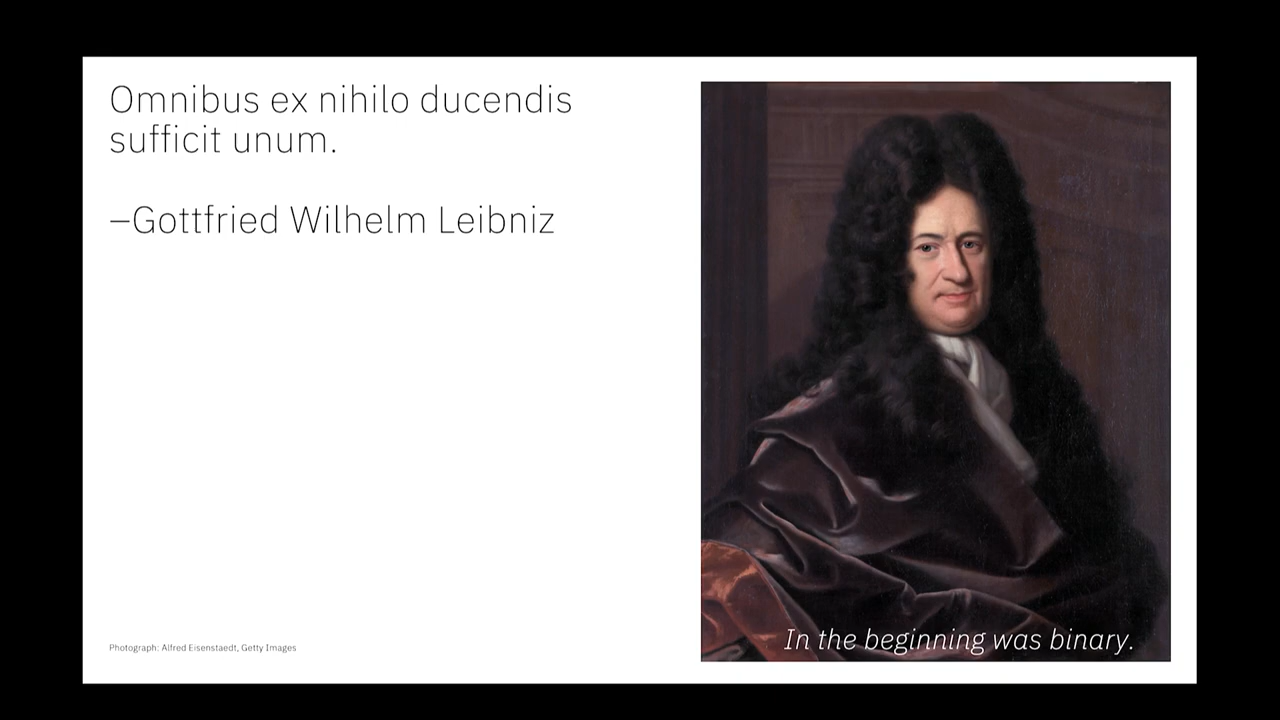 Omnibus ex nihilo ducendis
sufficit unum.
—Gottfried Wilhelm Leibniz
Photograph: Alfred Eisenstaedt, Getty Images
In the beginning was binary.